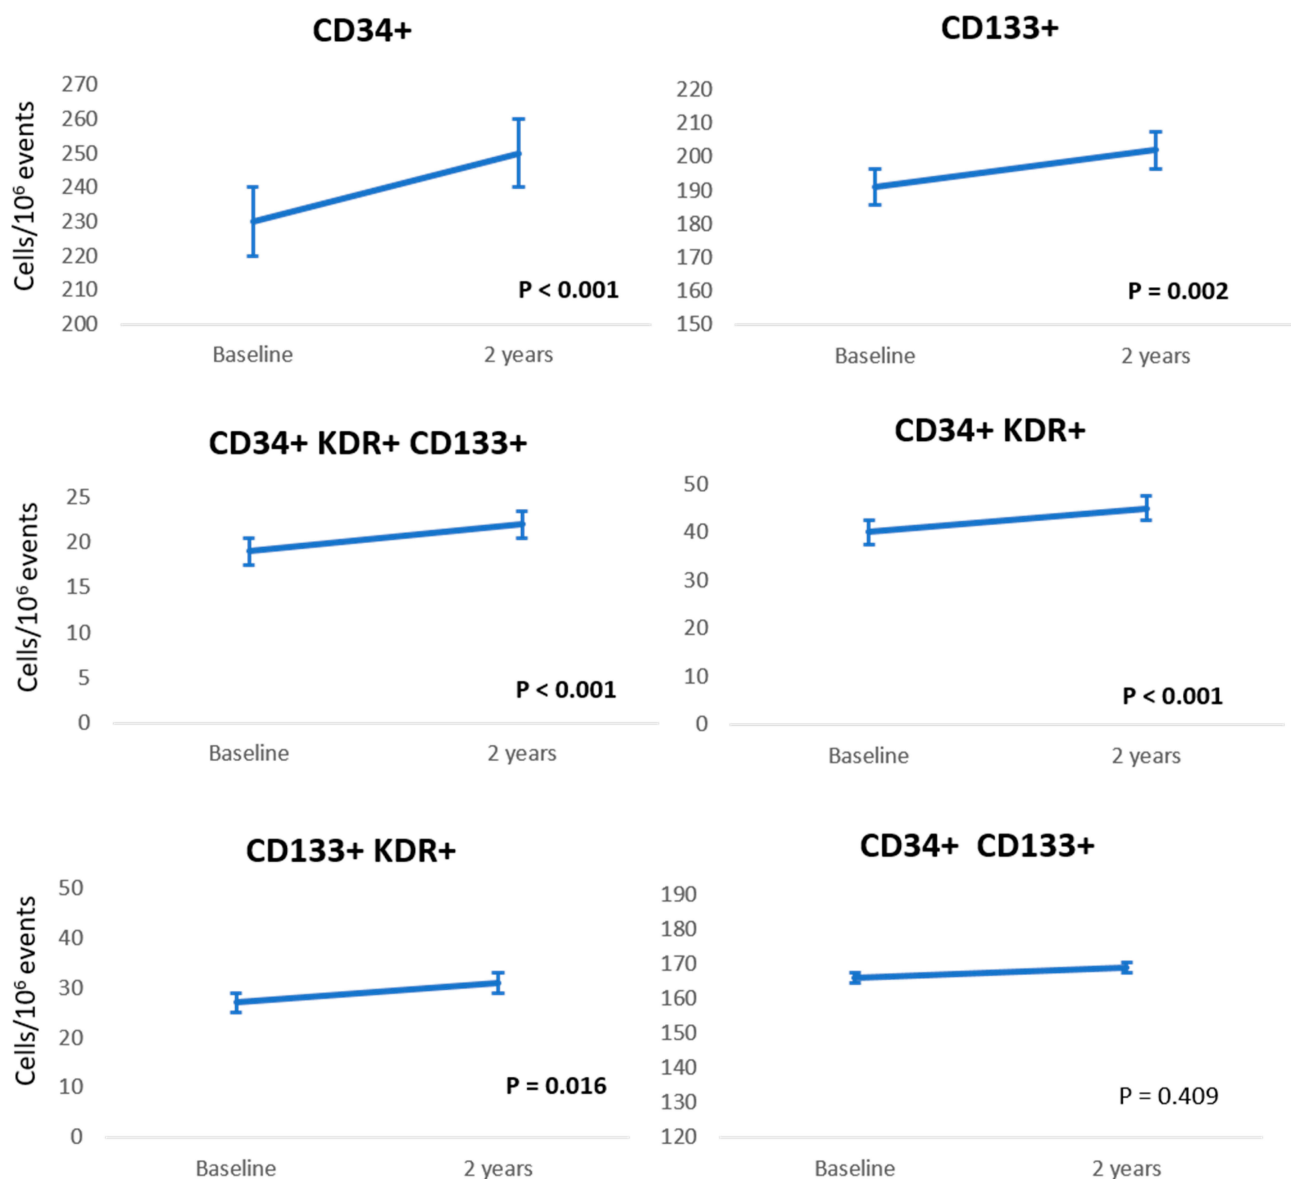 CD34+
Cells/10⁶ events
270
260
250
240
230
220
210
200
P < 0.001
Baseline
2 years
CD133+
220
210
200
190
180
170
160
150
P = 0.002
Baseline
2 years
CD34+ KDR+ CD133+
Cells/10⁶ events
25
20
15
10
5
0
P < 0.001
Baseline
2 years
CD34+ KDR+
50
40
30
20
10
0
P < 0.001
Baseline
2 years
CD133+ KDR+
Cells/10⁶ events
50
40
30
20
10
0
P = 0.016
Baseline
2 years
CD34+ CD133+
190
180
170
160
150
140
130
120
P = 0.409
Baseline
2 years